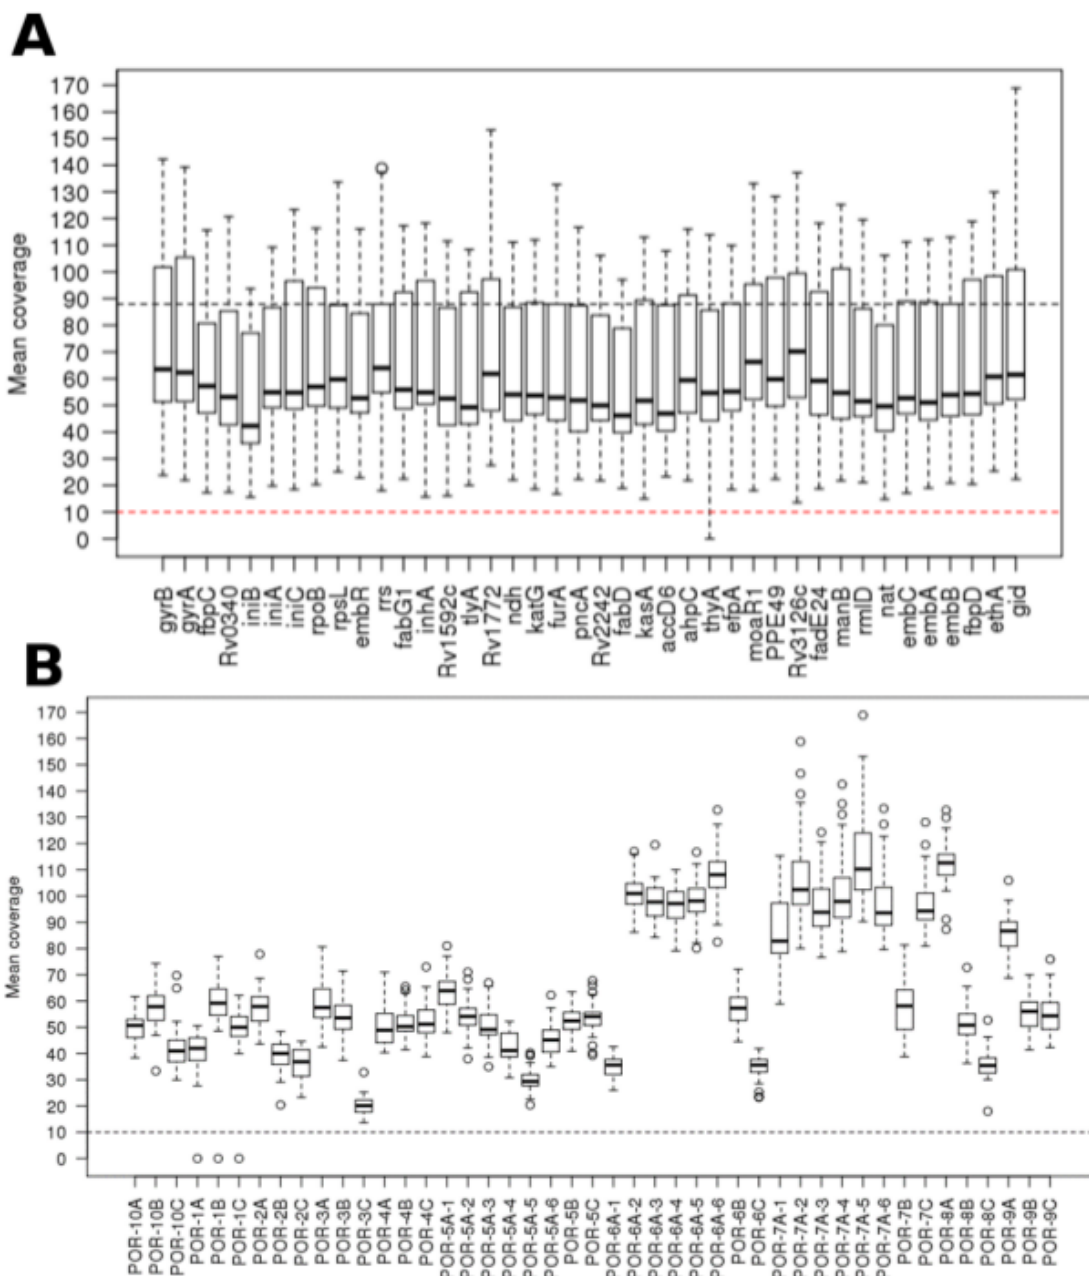 A
Mean coverage
170
160
150
140
130
120
110
100
90
80
70
60
50
40
30
20
10
0
gyrB
gyrA
fbpC
Rv0340
iniB
iniA
iniC
rpoB
rpsL
embR
rrs
fabG1
inhA
Rv1592c
tlyA
Rv1772
ndh
katG
furA
pncA
Rv2242
fabD
kasA
accD6
ahpC
thyA
efpA
moaR1
PPE49
Rv3126c
fadE24
manB
rmlD
nat
embC
embA
embB
fbpD
ethA
gid
B
Mean coverage
170
160
150
140
130
120
110
100
90
80
70
60
50
40
30
20
10
0
POR-10A
POR-10B
POR-10C
POR-1A
POR-1B
POR-1C
POR-2A
POR-2B
POR-2C
POR-3A
POR-3B
POR-3C
POR-4A
POR-4B
POR-4C
POR-5A-1
POR-5A-2
POR-5A-3
POR-5A-4
POR-5A-5
POR-5A-6
POR-5B
POR-5C
POR-6A-1
POR-6A-2
POR-6A-3
POR-6A-4
POR-6A-5
POR-6A-6
POR-6B
POR-6C
POR-7A-1
POR-7A-2
POR-7A-3
POR-7A-4
POR-7A-5
POR-7A-6
POR-7B
POR-7C
POR-8A
POR-8B
POR-8C
POR-9A
POR-9B
POR-9C